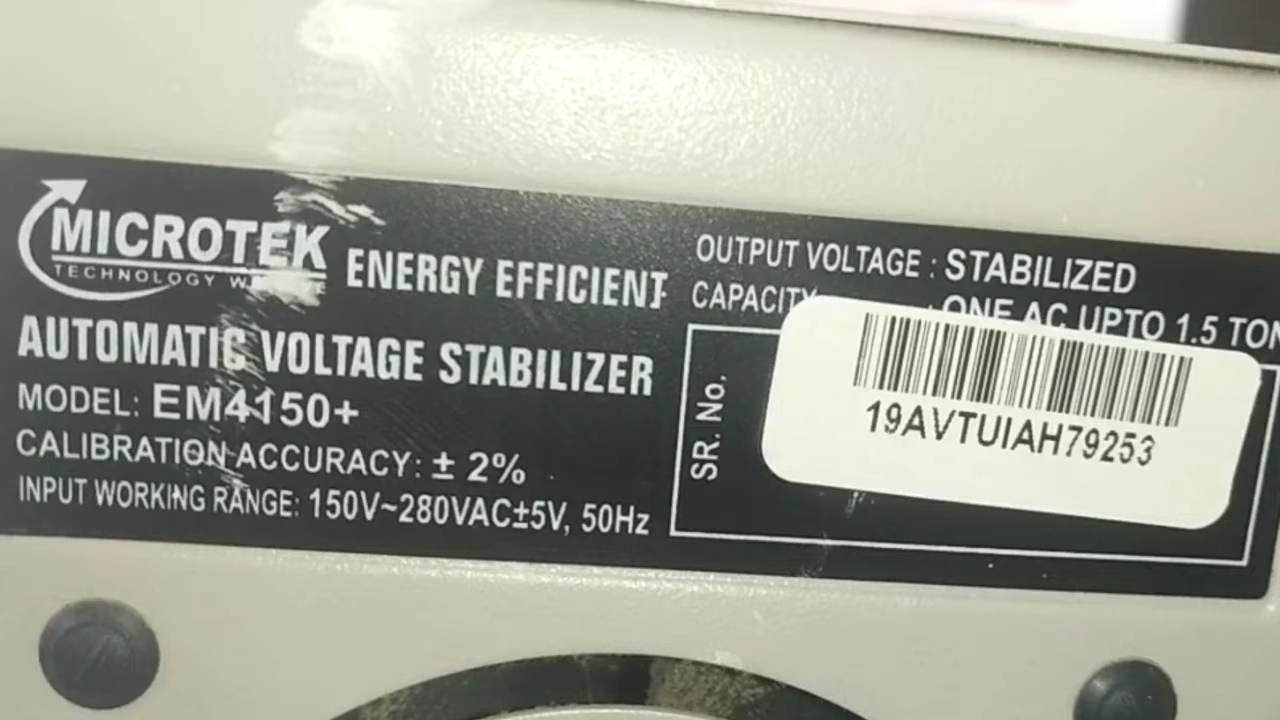 MICROTEK
TECHNOLOGY
ENERGY EFFICIENT
AUTOMATIC VOLTAGE STABILIZER
MODEL: EM4150+
CALIBRATION ACCURACY: ± 2%
INPUT WORKING RANGE: 150V~280VAC±5V, 50Hz
OUTPUT VOLTAGE : STABILIZED
CAPACITY : ONE AC UPTO 1.5 TON
SR. No.
19AVTUIAH79253